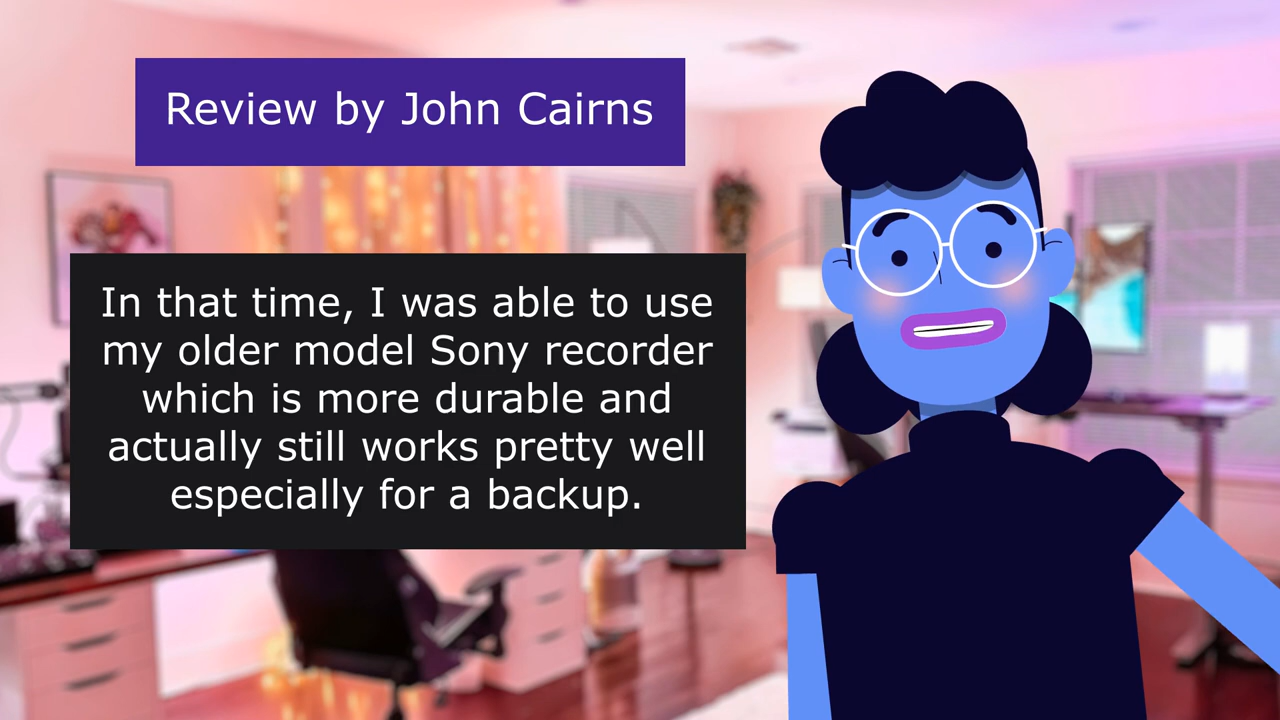 Review by John Cairns
In that time, I was able to use
my older model Sony recorder
which is more durable and
actually still works pretty well
especially for a backup.